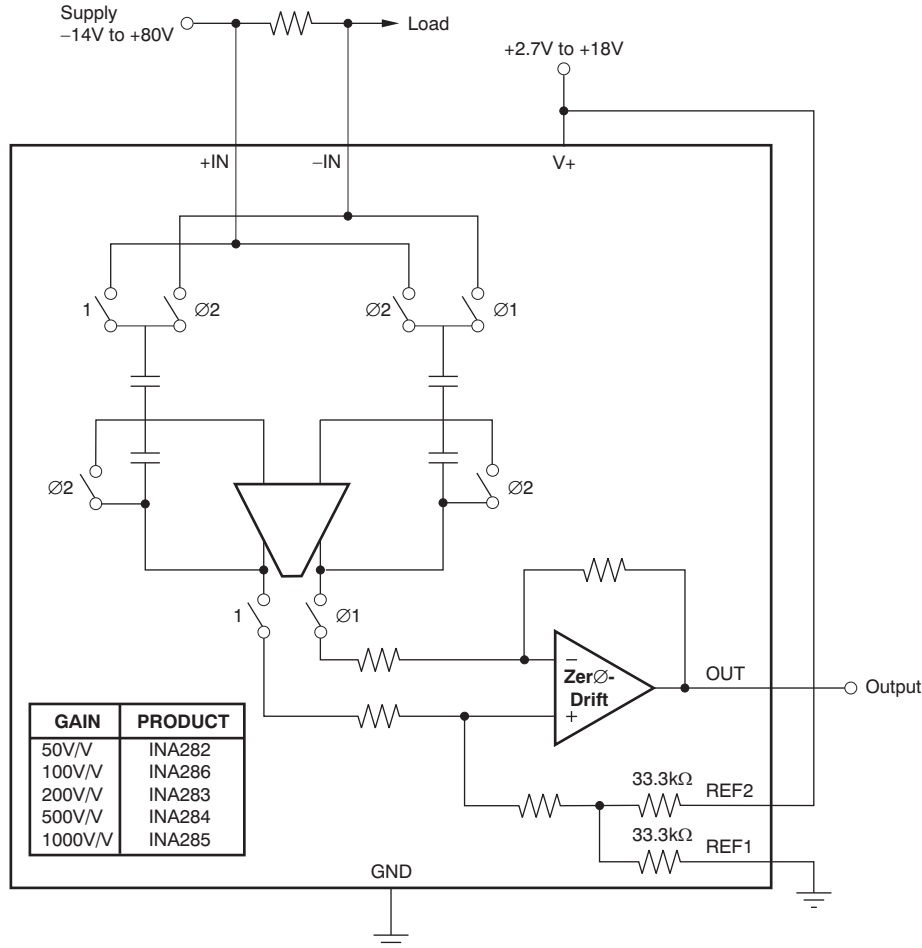 Supply
–14V to +80V
Load
+2.7V to +18V
+IN
–IN
V+
1
Ø2
Ø2
Ø1
Ø2
Ø2
1
Ø1
–
ZerØ-
Drift
+
OUT
Output
GAIN PRODUCT
50V/V INA282
100V/V INA286
200V/V INA283
500V/V INA284
1000V/V INA285
33.3kΩ
REF2
33.3kΩ
REF1
GND